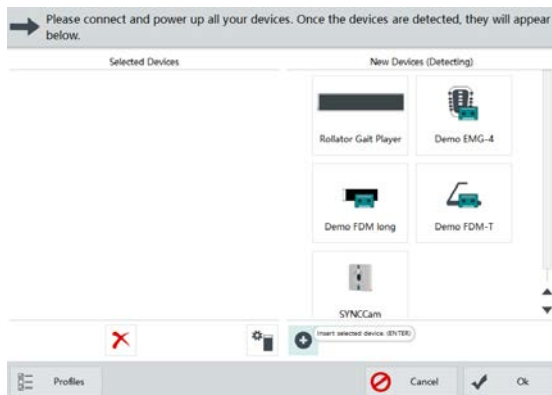 Please connect and power up all your devices. Once the devices are detected, they will appear
below.
Selected Devices
New Devices (Detecting)
Rollator Gait Player
Demo EMG-4
Demo FDM long
Demo FDM-T
SYNCCam
Insert selected device. (ENTER)
Profiles
Cancel
Ok